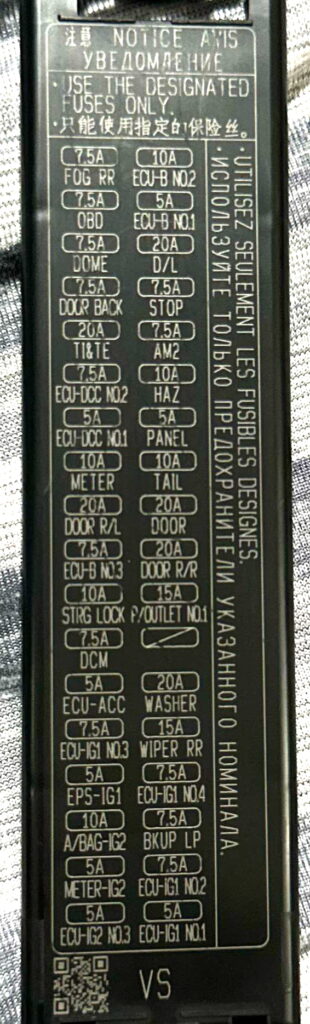 注意 NOTICE AVIS
УВЕДОМЛЕНИЕ
·USE THE DESIGNATED
FUSES ONLY.
·只能使用指定的保险丝。
7.5A 10A
FOG RR ECU-B NO.2
7.5A 5A
OBD ECU-B NO.1
7.5A 20A
DOME D/L
7.5A 7.5A
DOOR BACK STOP
20A 7.5A
TI&TE AM2
7.5A 10A
ECU-DCC NO.2 HAZ
5A 5A
ECU-DCC NO.1 PANEL
10A 10A
METER TAIL
20A 20A
DOOR R/L DOOR
7.5A 20A
ECU-B NO.3 DOOR R/R
10A 15A
STRG LOCK P/OUTLET NO.1
7.5A
DCM
5A 20A
ECU-ACC WASHER
7.5A 15A
ECU-IG1 NO.3 WIPER RR
5A 7.5A
EPS-IG1 ECU-IG1 NO.4
10A 7.5A
A/BAG-IG2 BKUP LP
5A 7.5A
METER-IG2 ECU-IG1 NO.2
5A 5A
ECU-IG2 NO.3 ECU-IG1 NO.1
·UTILISEZ SEULEMENT LES FUSIBLES DESIGNES.
·ИСПОЛЬЗУЙТЕ ТОЛЬКО ПРЕДОХРАНИТЕЛИ УКАЗАННОГО НОМИНАЛА.
VS